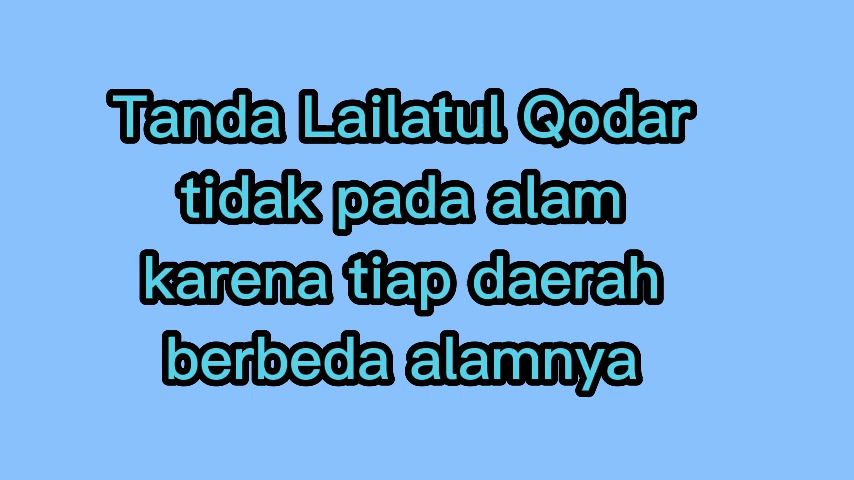 Tanda Lailatul Qodar
tidak pada alam
karena tiap daerah
berbeda alamnya